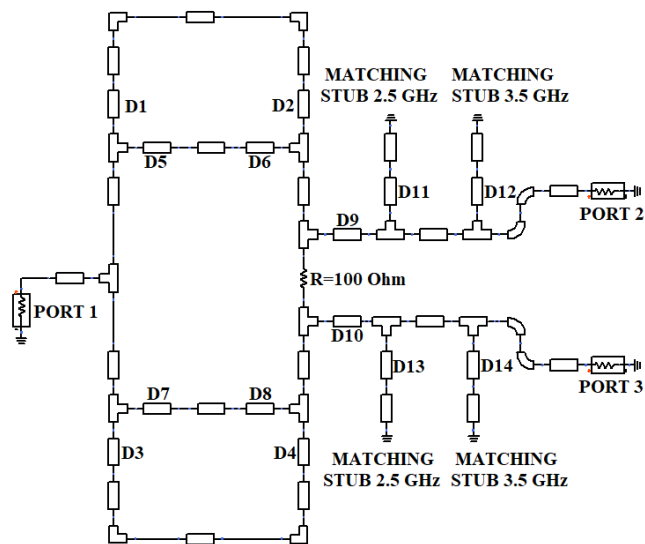 D1
D2
MATCHING
STUB 2.5 GHz
MATCHING
STUB 3.5 GHz
D5
D6
D11
D12
D9
PORT 2
R=100 Ohm
PORT 1
D10
D13
D14
PORT 3
D7
D8
D3
D4
MATCHING
STUB 2.5 GHz
MATCHING
STUB 3.5 GHz